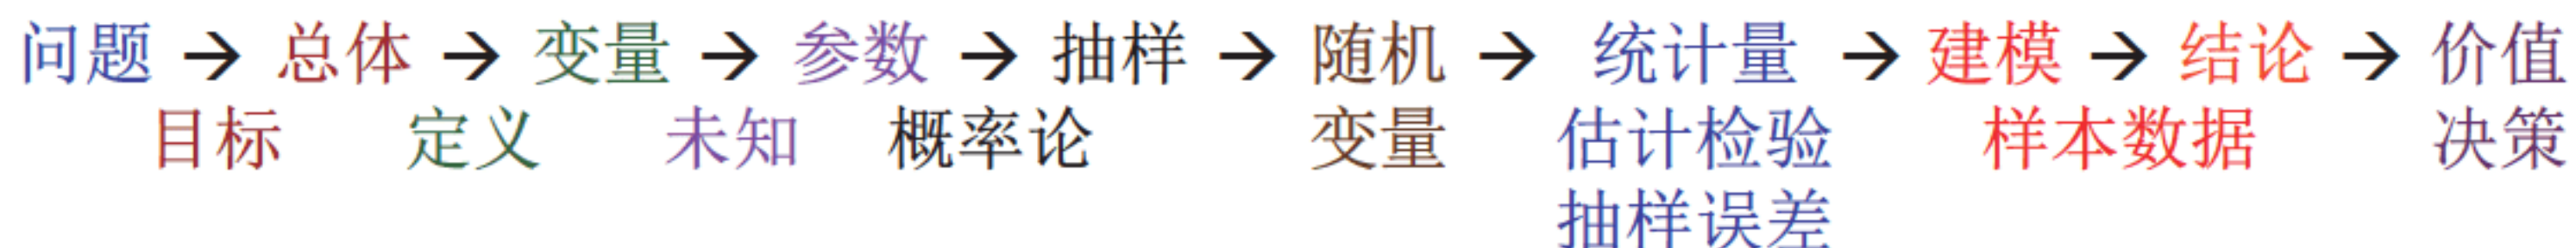 问题 → 总体 → 变量 → 参数 → 抽样 → 随机 → 统计量 → 建模 → 结论 → 价值
目标 定义 未知 概率论 变量 估计检验 样本数据 决策
抽样误差